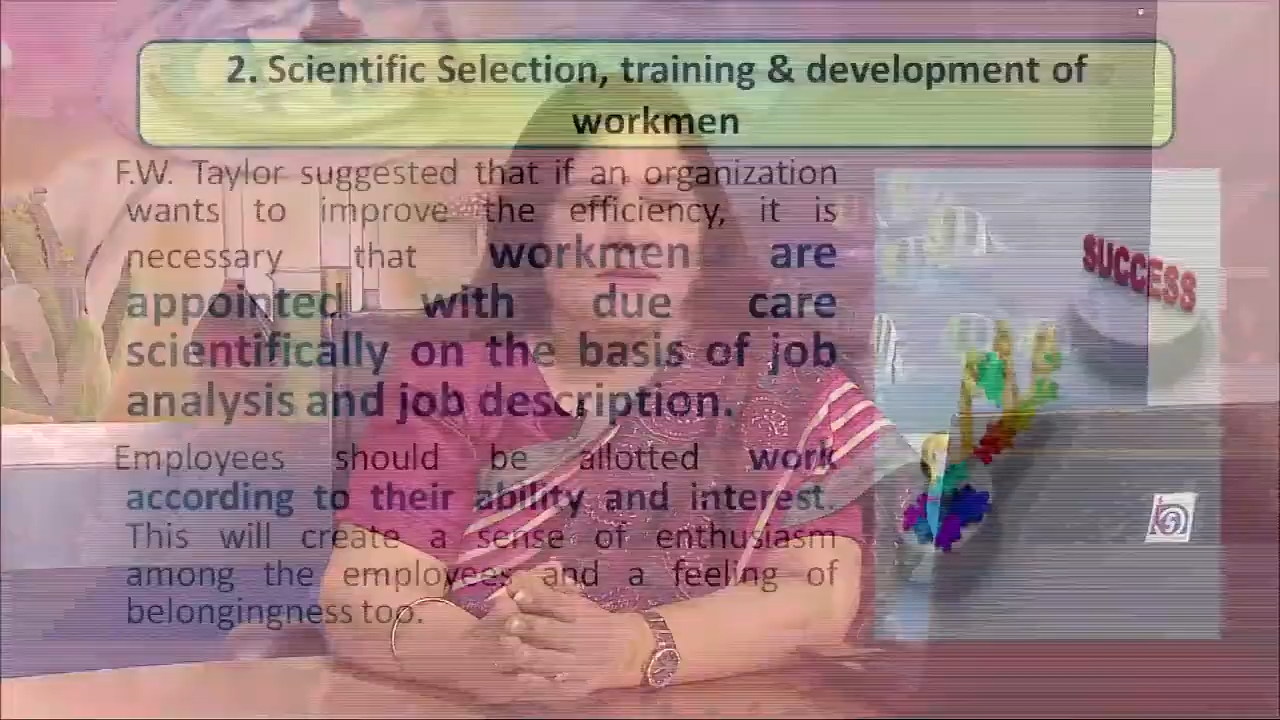 2. Scientific Selection, training & development of
workmen
F.W. Taylor suggested that if an organization
wants to improve the efficiency, it is
necessary that workmen are
appointed with due care
scientifically on the basis of job
analysis and job description.
SUCCESS
Employees should be allotted work
according to their ability and interest.
This will create a sense of enthusiasm
among the employees and a feeling of
belongingness too.